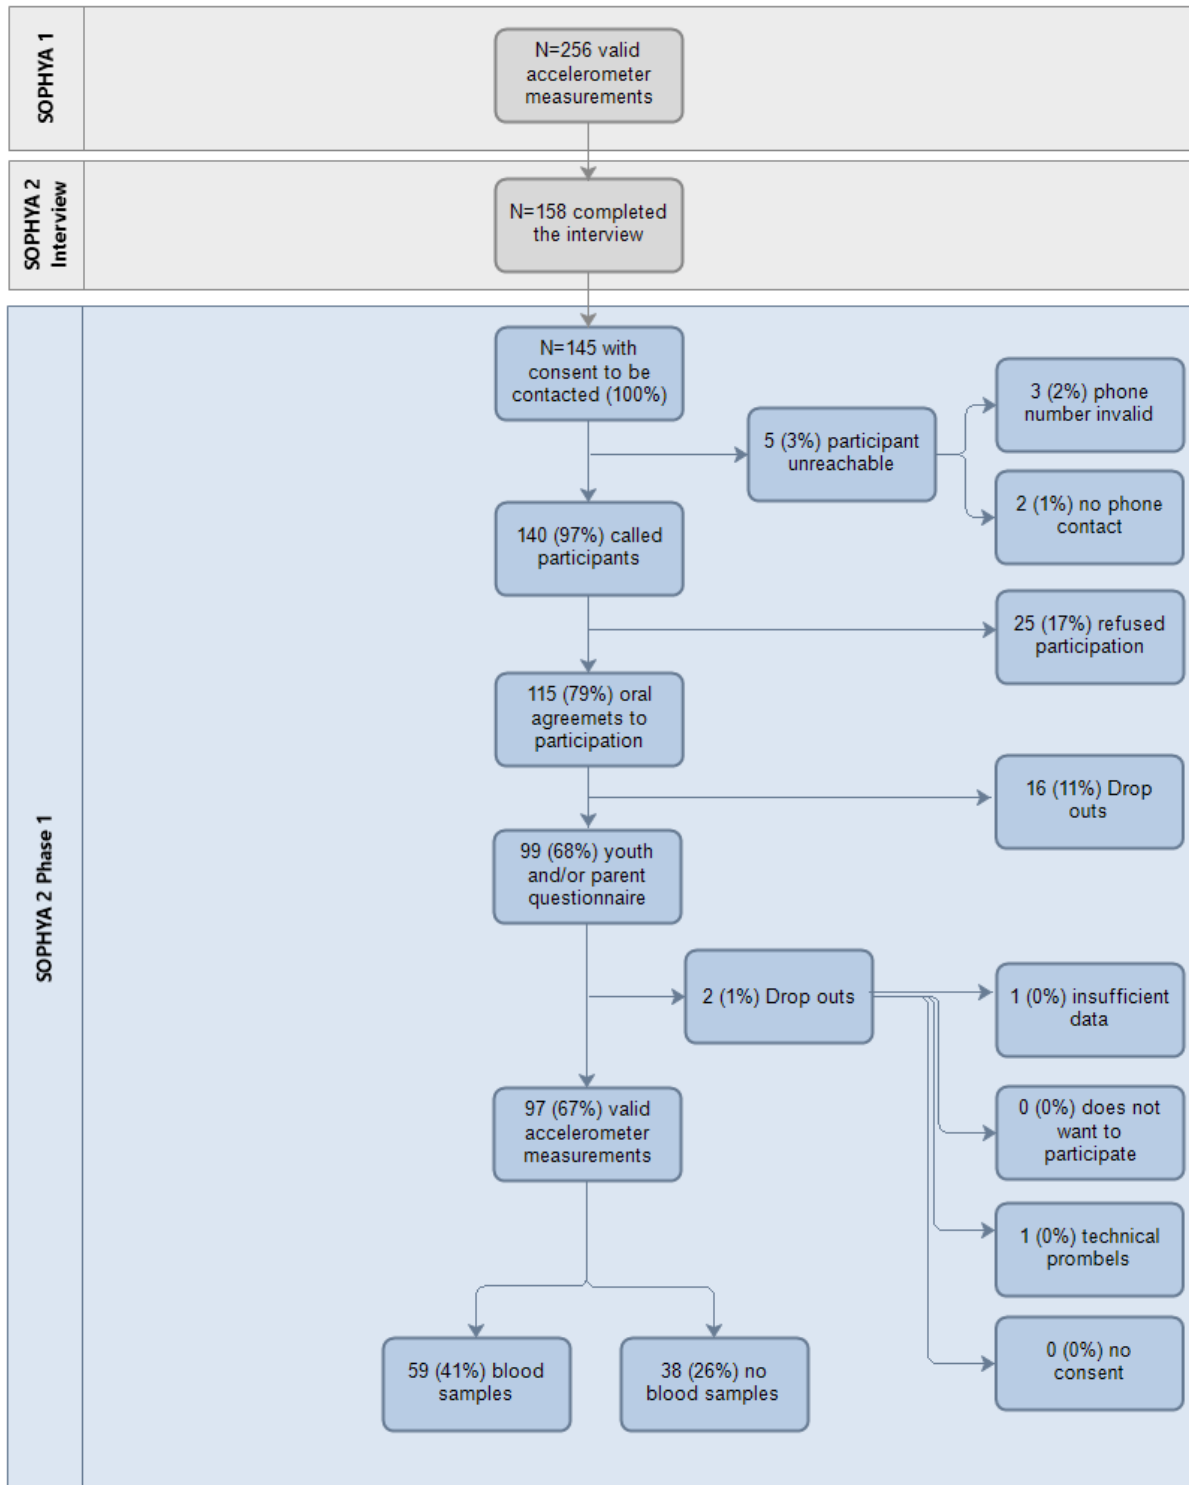 SOPHYA 1
N=256 valid
accelerometer
measurements
SOPHYA 2
Interview
N=158 completed
the interview
SOPHYA 2 Phase 1
N=145 with
consent to be
contacted (100%)
5 (3%) participant
unreachable
3 (2%) phone
number invalid
2 (1%) no phone
contact
140 (97%) called
participants
25 (17%) refused
participation
115 (79%) oral
agreemets to
participation
16 (11%) Drop
outs
99 (68%) youth
and/or parent
questionnaire
2 (1%) Drop outs
1 (0%) insufficient
data
0 (0%) does not
want to
participate
1 (0%) technical
prombels
0 (0%) no
consent
97 (67%) valid
accelerometer
measurements
59 (41%) blood
samples
38 (26%) no
blood samples